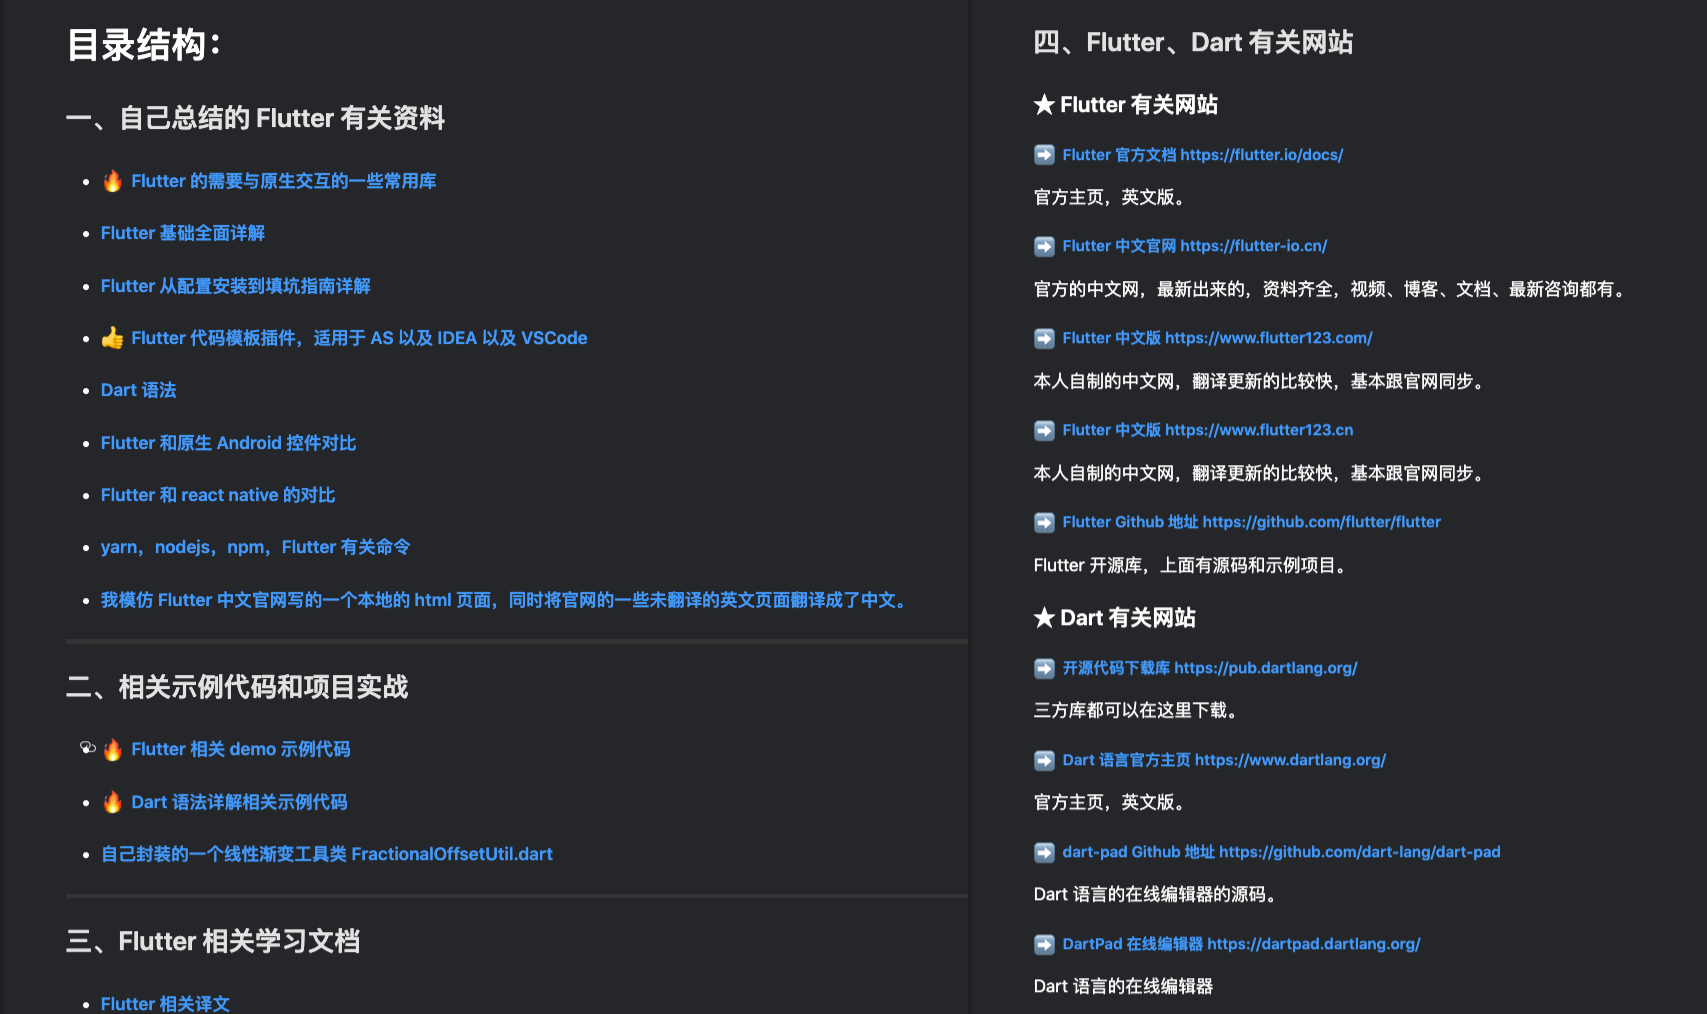 目录结构：
一、自己总结的 Flutter 有关资料
Flutter 的需要与原生交互的一些常用库
Flutter 基础全面详解
Flutter 从配置安装到填坑指南详解
Flutter 代码模板插件，适用于 AS 以及 IDEA 以及 VSCode
Dart 语法
Flutter 和原生 Android 控件对比
Flutter 和 react native 的对比
yarn，nodejs，npm，Flutter 有关命令
我模仿 Flutter 中文官网写的一个本地的 html 页面，同时将官网的一些未翻译的英文页面翻译成了中文。
二、相关示例代码和项目实战
Flutter 相关 demo 示例代码
Dart 语法详解相关示例代码
自己封装的一个线性渐变工具类 FractionalOffsetUtil.dart
三、Flutter 相关学习文档
Flutter 相关译文
四、Flutter、Dart 有关网站
★ Flutter 有关网站
➡ Flutter 官方文档 https://flutter.io/docs/
官方主页，英文版。
➡ Flutter 中文官网 https://flutter-io.cn/
官方的中文网，最新出来的，资料齐全，视频、博客、文档、最新咨询都有。
➡ Flutter 中文版 https://www.flutter123.com/
本人自制的中文网，翻译更新的比较快，基本跟官网同步。
➡ Flutter 中文版 https://www.flutter123.cn
本人自制的中文网，翻译更新的比较快，基本跟官网同步。
➡ Flutter Github 地址 https://github.com/flutter/flutter
Flutter 开源库，上面有源码和示例项目。
★ Dart 有关网站
➡ 开源代码下载库 https://pub.dartlang.org/
三方库都可以在这里下载。
➡ Dart 语言官方主页 https://www.dartlang.org/
官方主页，英文版。
➡ dart-pad Github 地址 https://github.com/dart-lang/dart-pad
Dart 语言的在线编辑器的源码。
➡ DartPad 在线编辑器 https://dartpad.dartlang.org/
Dart 语言的在线编辑器